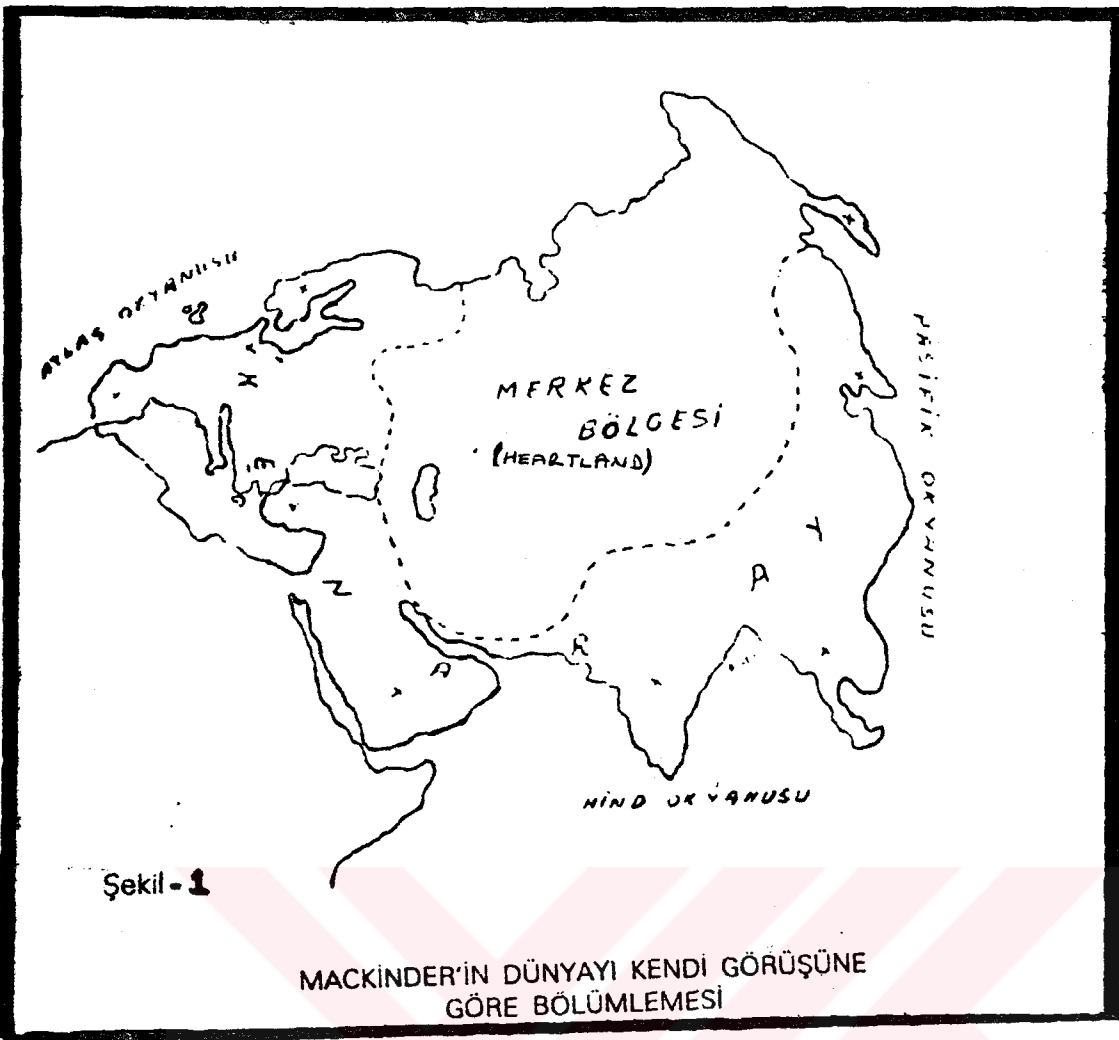 ATLAS OKYANUSU
MERKEZ
BÖLGESİ
(HEARTLAND)
PASİFİK OKYANUSU
K E N A R A Y
HİND OKYANUSU
Şekil-1
MACKİNDER'İN DÜNYAYI KENDİ GÖRÜŞÜNE
GÖRE BÖLÜMLEMESİ